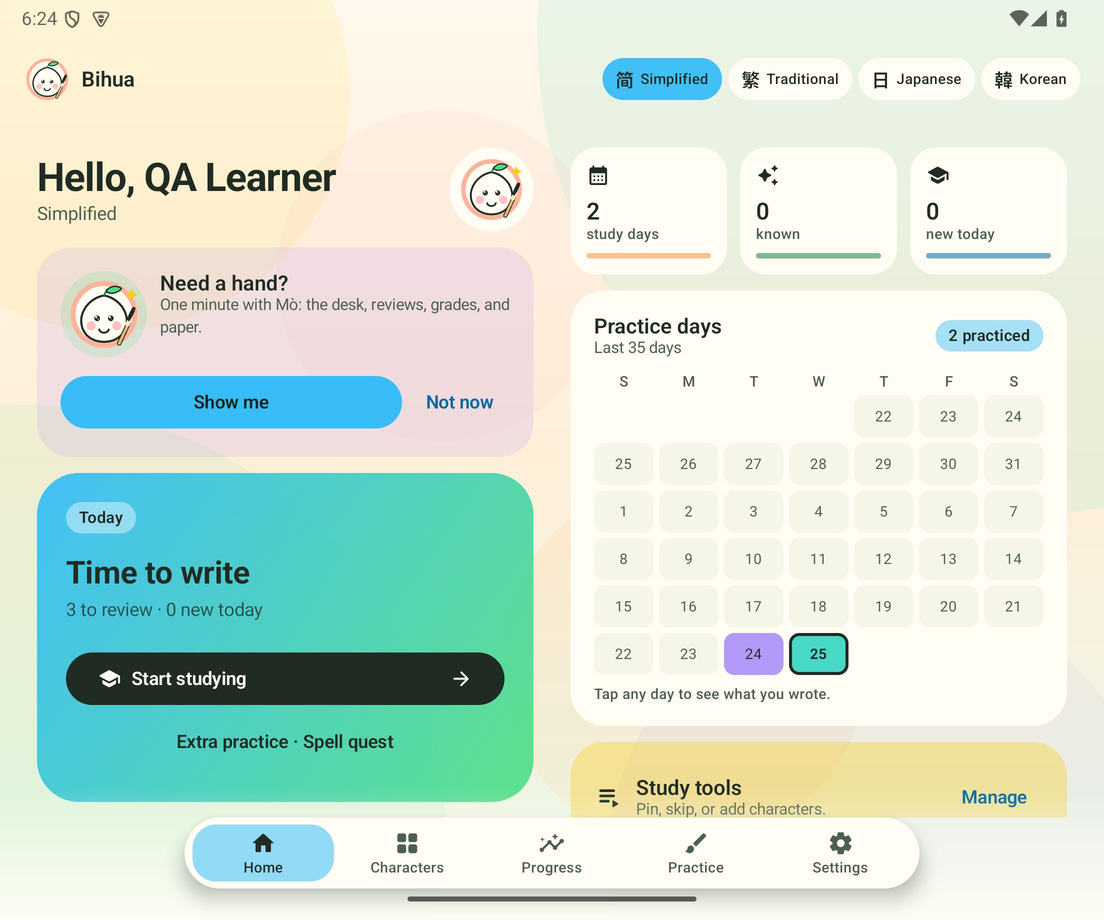 6:24
Bihua
简 Simplified
繁 Traditional
日 Japanese
韓 Korean
Hello, QA Learner
Simplified
Need a hand?
One minute with Mò: the desk, reviews, grades, and
paper.
Show me
Not now
Today
Time to write
3 to review · 0 new today
Start studying
Extra practice · Spell quest
2
study days
0
known
0
new today
Practice days
Last 35 days
2 practiced
S M T W T F S
22 23 24
25 26 27 28 29 30 31
1 2 3 4 5 6 7
8 9 10 11 12 13 14
15 16 17 18 19 20 21
22 23 24 25
Tap any day to see what you wrote.
Study tools
Pin, skip, or add characters.
Manage
Home
Characters
Progress
Practice
Settings